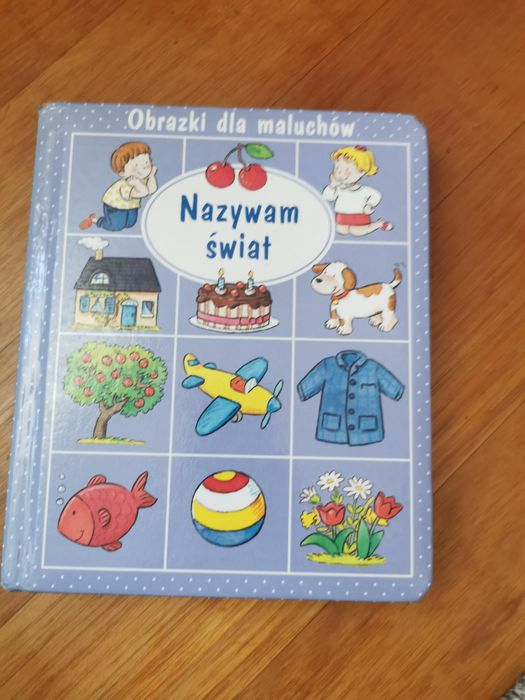 Obrazki dla maluchów
Nazywam
świat